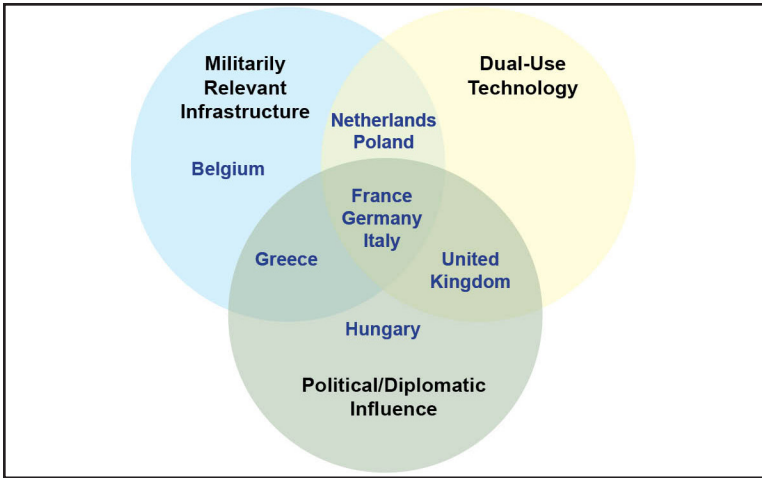 Militarily
Relevant
Infrastructure
Dual-Use
Technology
Netherlands
Poland
Belgium
France
Germany
Italy
Greece
United
Kingdom
Hungary
Political/Diplomatic
Influence